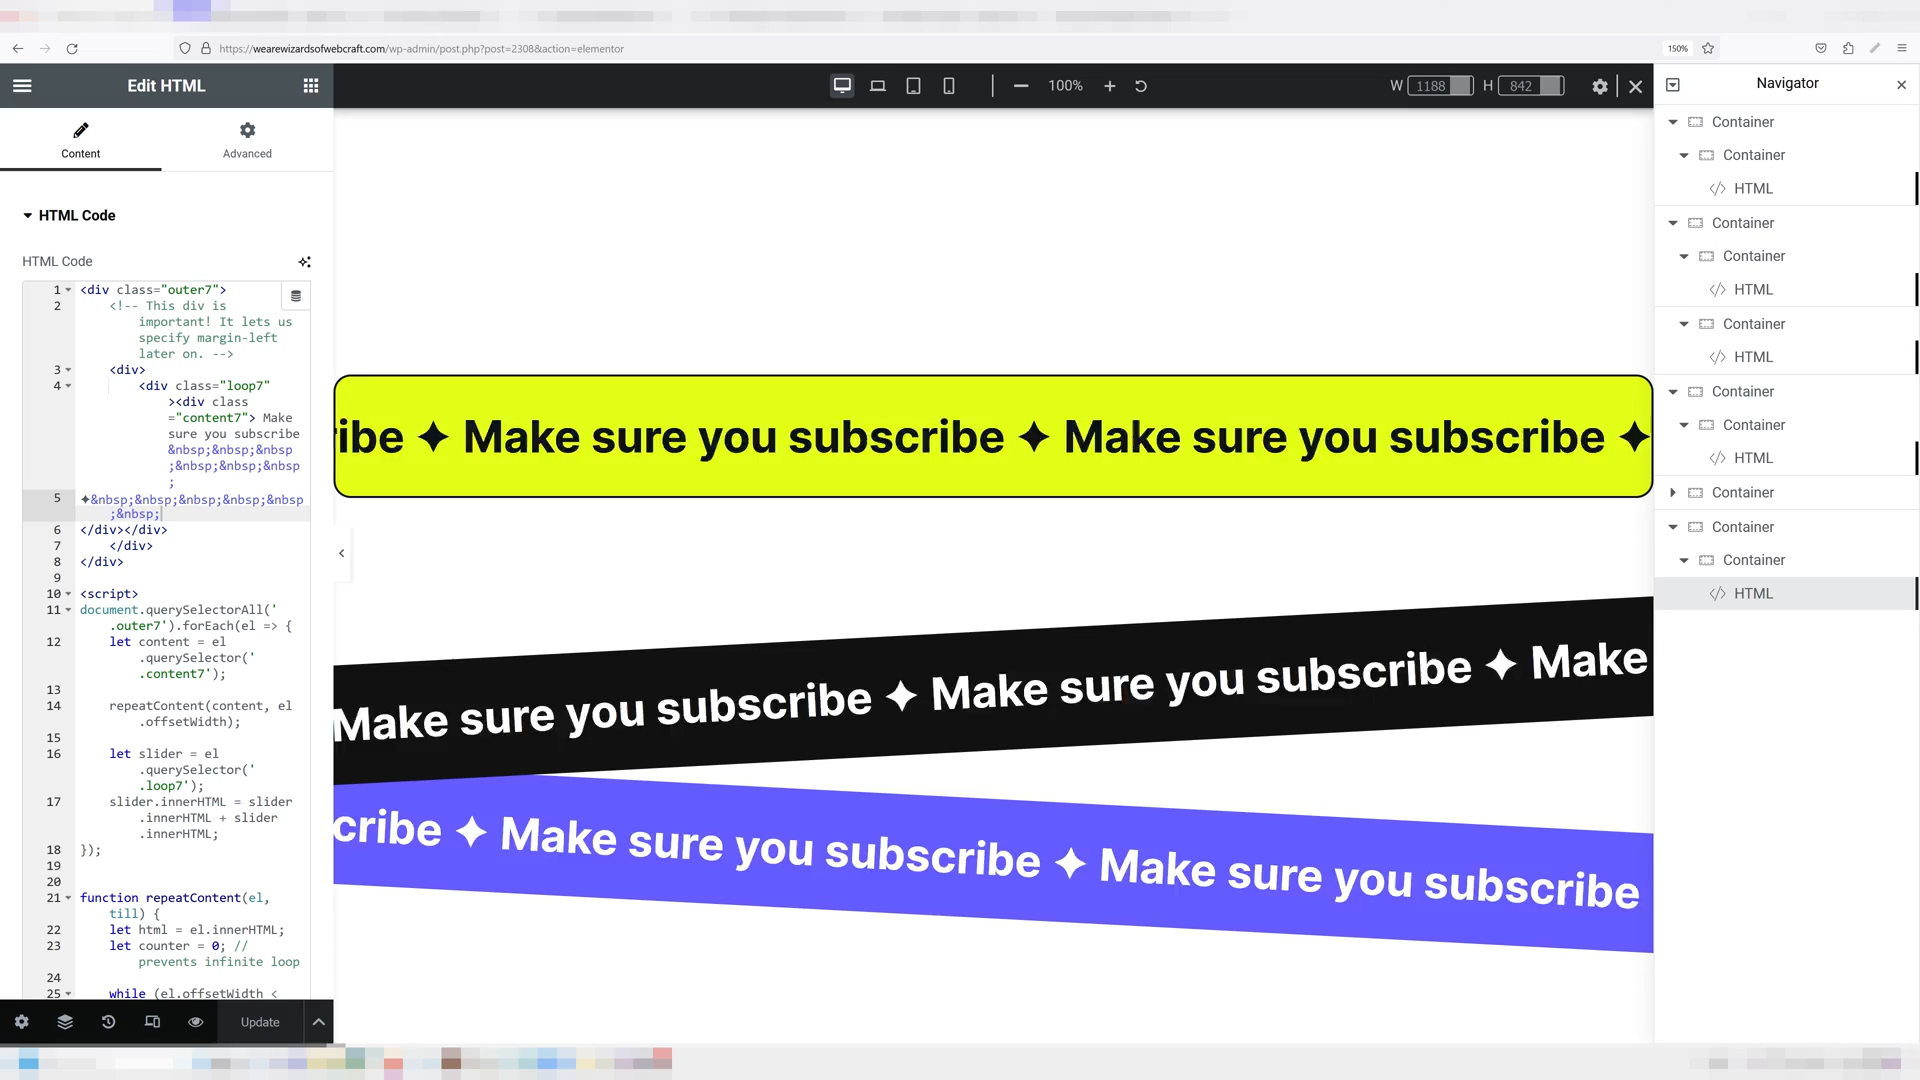 https://wearewizardsofwebcraft.com/wp-admin/post.php?post=2308&action=elementor
150%
Edit HTML
100%
W 1188 H 842
Navigator
Content
Advanced
HTML Code
HTML Code
1 <div class="outer7">
2 <!-- This div is
important! It lets us
specify margin-left
later on. -->
3 <div>
4 <div class="loop7"
><div class
="content7"> Make
sure you subscribe
&nbsp;&nbsp;&nbsp
;&nbsp;&nbsp;&nbsp
;
5 ✦&nbsp;&nbsp;&nbsp;&nbsp;&nbsp
;&nbsp;
6 </div></div>
7 </div>
8 </div>
9
10 <script>
11 document.querySelectorAll('
.outer7').forEach(el => {
12 let content = el
.querySelector('
.content7');
13
14 repeatContent(content, el
.offsetWidth);
15
16 let slider = el
.querySelector('
.loop7');
17 slider.innerHTML = slider
.innerHTML + slider
.innerHTML;
18 });
19
20
21 function repeatContent(el,
till) {
22 let html = el.innerHTML;
23 let counter = 0; //
prevents infinite loop
24
25 while (el.offsetWidth <
Update
ibe ✦ Make sure you subscribe ✦ Make sure you subscribe ✦
Make sure you subscribe ✦ Make sure you subscribe ✦ Make
cribe ✦ Make sure you subscribe ✦ Make sure you subscribe
Container
Container
</> HTML
Container
Container
</> HTML
Container
</> HTML
Container
Container
</> HTML
Container
Container
Container
</> HTML